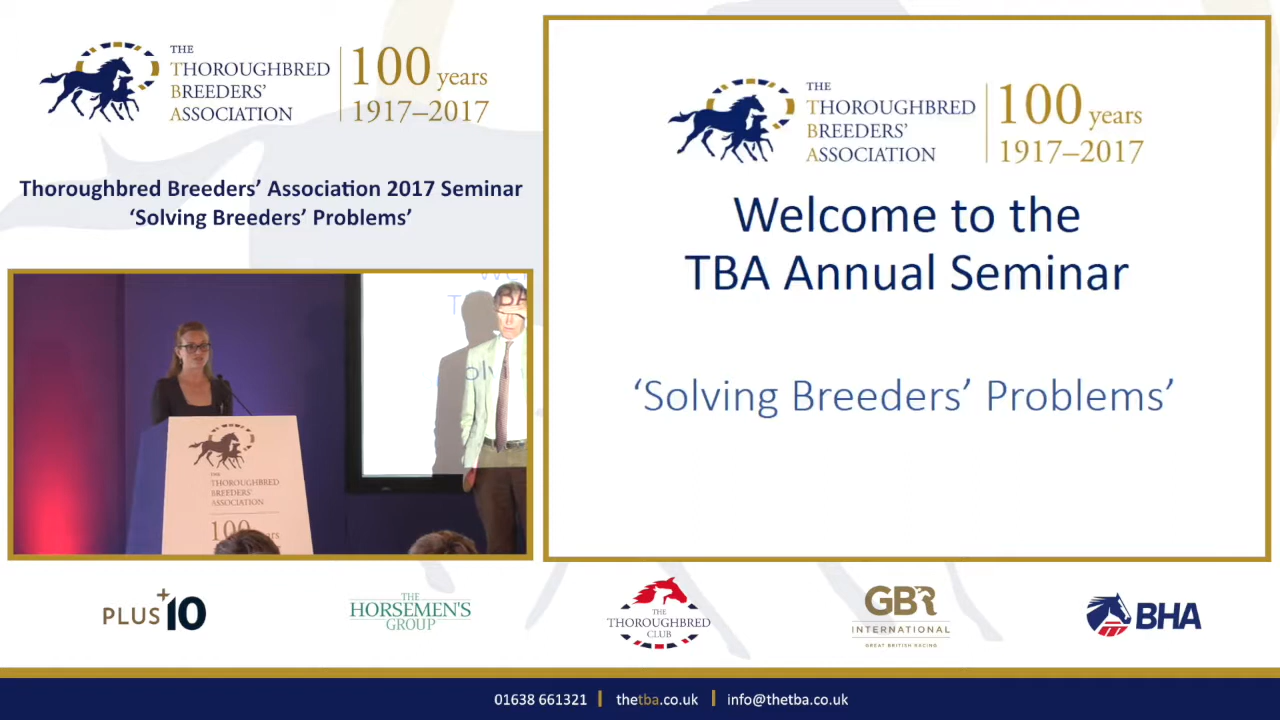 THE
THOROUGHBRED
BREEDERS'
ASSOCIATION
100 years
1917–2017
Thoroughbred Breeders' Association 2017 Seminar
'Solving Breeders' Problems'
THE
THOROUGHBRED
BREEDERS'
ASSOCIATION
100 years
1917–2017
Welcome to the
TBA Annual Seminar
'Solving Breeders' Problems'
THE
THOROUGHBRED
BREEDERS'
ASSOCIATION
100
PLUS+10
THE
HORSEMEN'S
GROUP
THE
THOROUGHBRED
CLUB
GBR
INTERNATIONAL
GREAT BRITISH RACING
BHA
01638 661321 | thetba.co.uk | info@thetba.co.uk